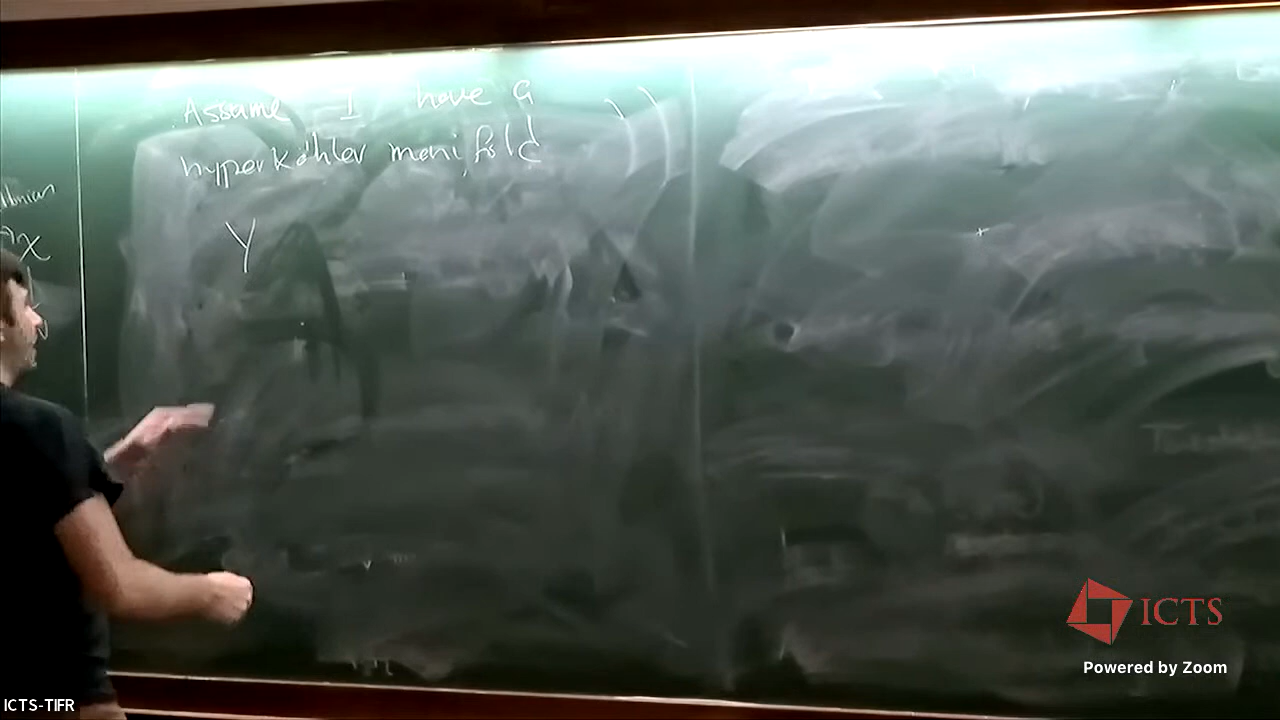 Assume I have a
hyperkähler manifold
Y
x
ICTS
Powered by Zoom
ICTS-TIFR